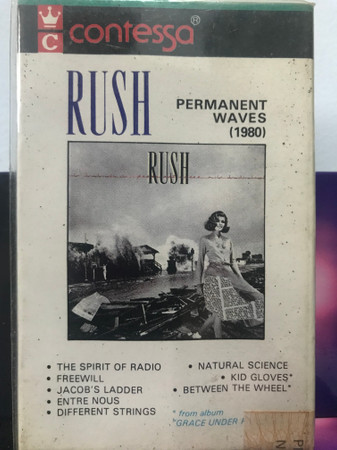 C contessa®
RUSH
PERMANENT
WAVES
(1980)
RUSH
• THE SPIRIT OF RADIO
• FREEWILL
• JACOB'S LADDER
• ENTRE NOUS
• DIFFERENT STRINGS
• NATURAL SCIENCE
• KID GLOVES*
• BETWEEN THE WHEEL*
* from album
"GRACE UNDER